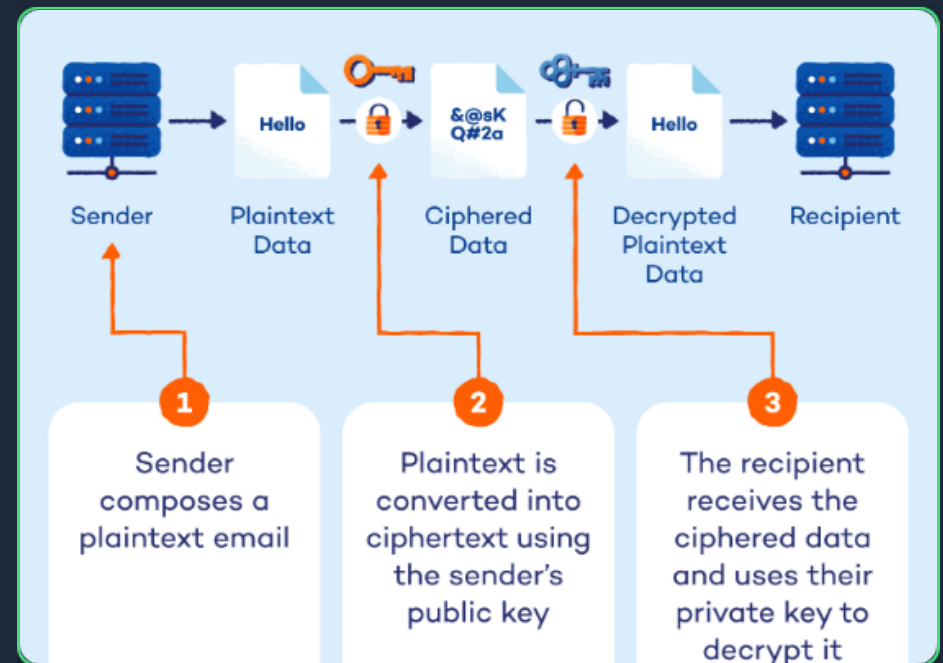 Hello
&@sK
Q#2a
Hello
Sender
Plaintext
Data
Ciphered
Data
Decrypted
Plaintext
Data
Recipient
1
Sender
composes a
plaintext email
2
Plaintext is
converted into
ciphertext using
the sender's
public key
3
The recipient
receives the
ciphered data
and uses their
private key to
decrypt it